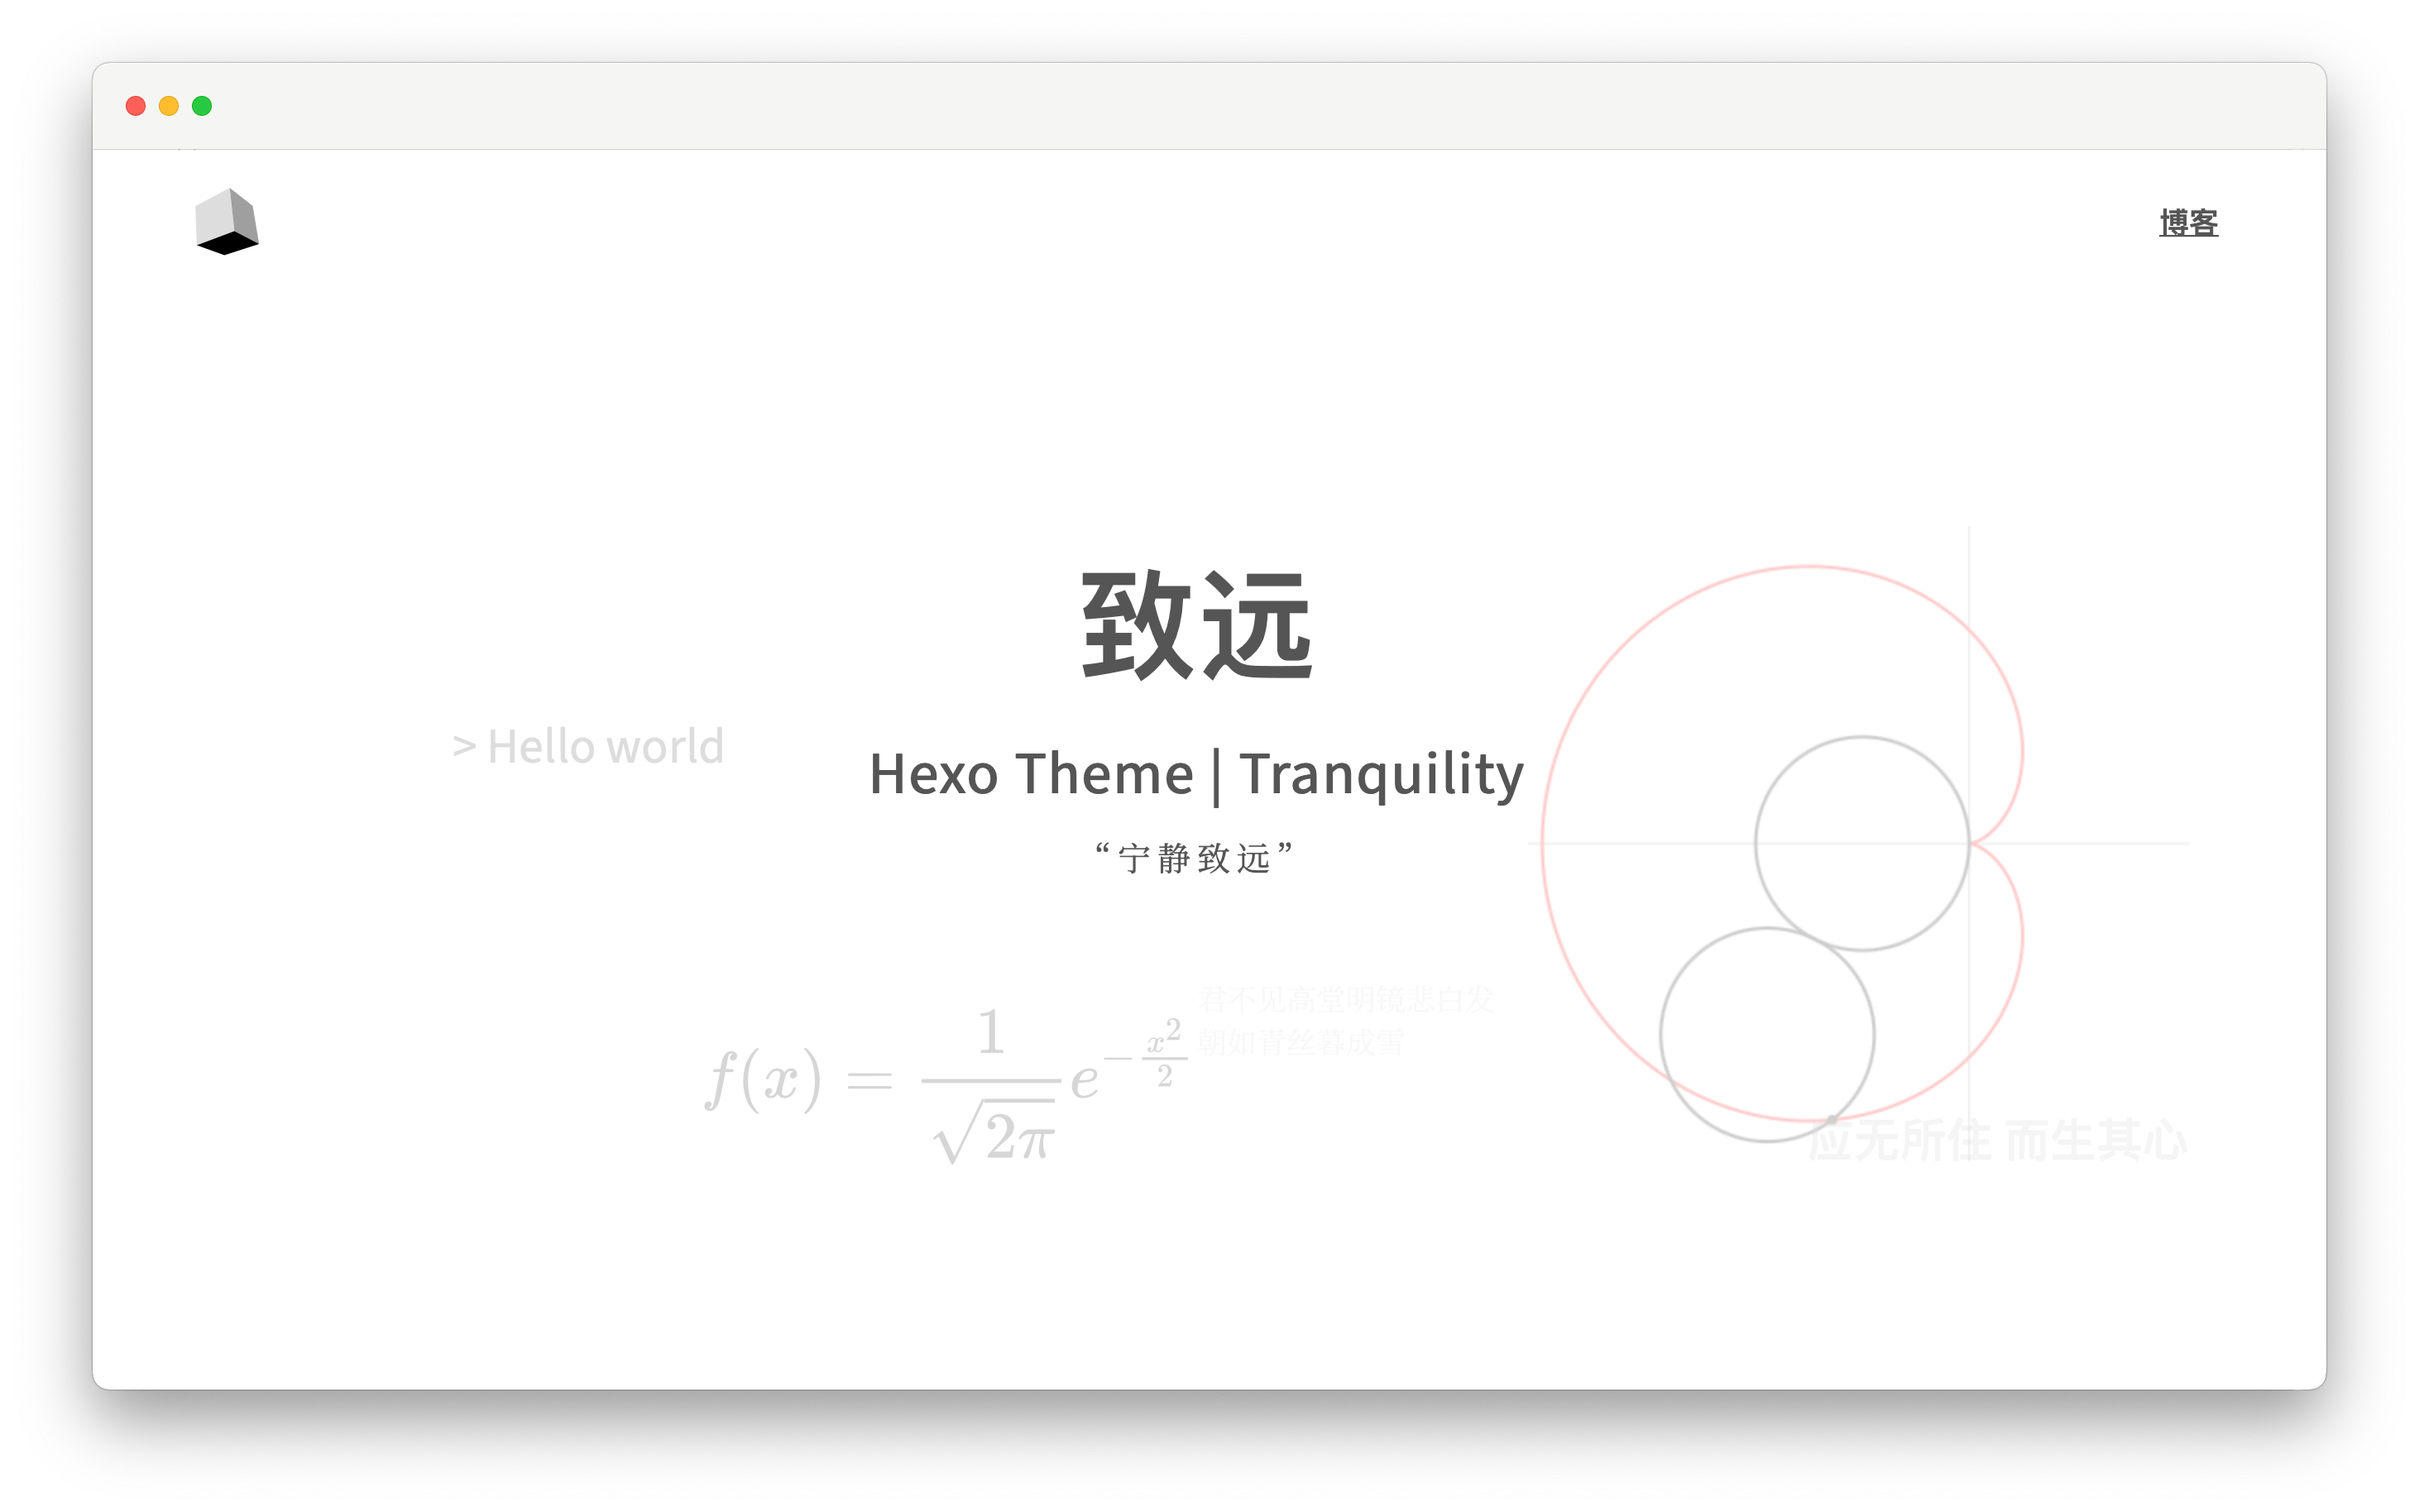 博客
致远
> Hello world
Hexo Theme | Tranquility
“宁静致远”
君不见高堂明镜悲白发
朝如青丝暮成雪
f(x) = \frac{1}{\sqrt{2π}} e^{-\frac{x^2}{2}}
应无所住 而生其心